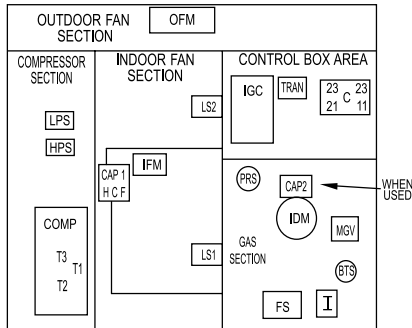 OUTDOOR FAN
SECTION
OFM
COMPRESSOR
SECTION
LPS
HPS
COMP
T3
T1
T2
INDOOR FAN
SECTION
LS2
CAP 1
H C F
IFM
LS1
CONTROL BOX AREA
IGC
TRAN
23 C 23
21 11
PRS
CAP2
WHEN
USED
IDM
MGV
GAS
SECTION
BTS
FS
I